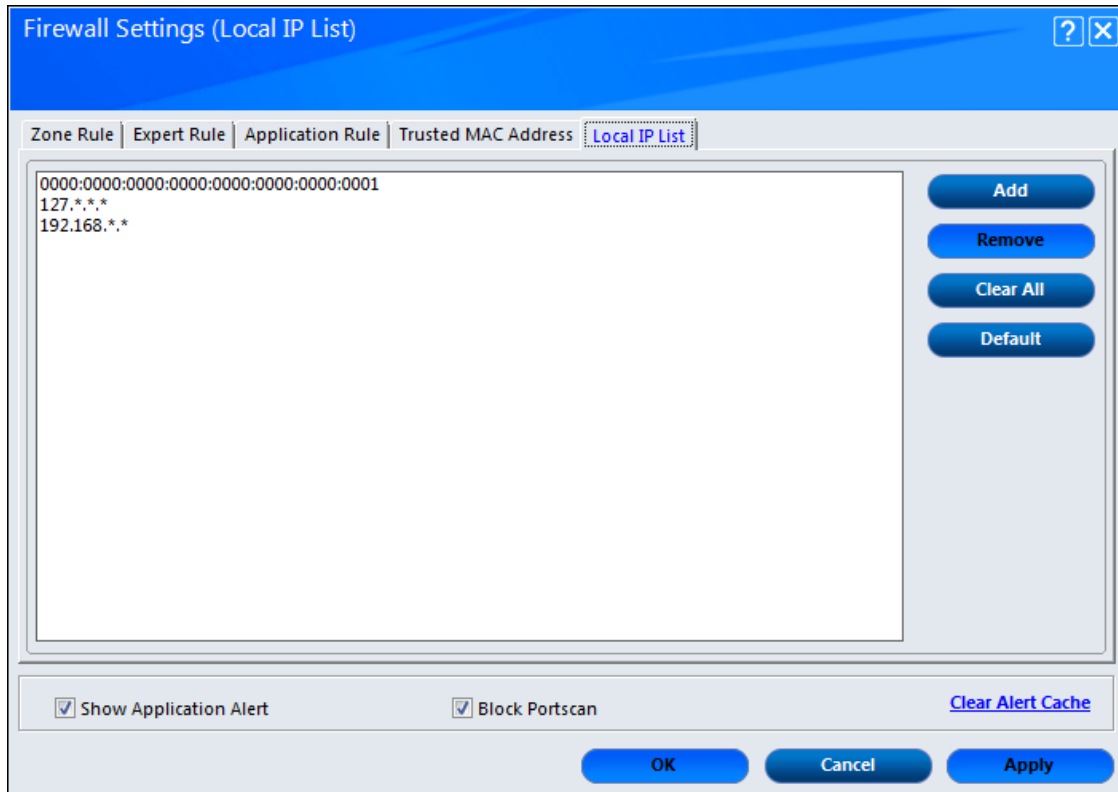 Firewall Settings (Local IP List)
?
Zone Rule Expert Rule Application Rule Trusted MAC Address Local IP List
0000:0000:0000:0000:0000:0000:0000:0001
127.*.*.*
192.168.*.*
Add
Remove
Clear All
Default
Show Application Alert Block Portscan Clear Alert Cache
OK Cancel Apply